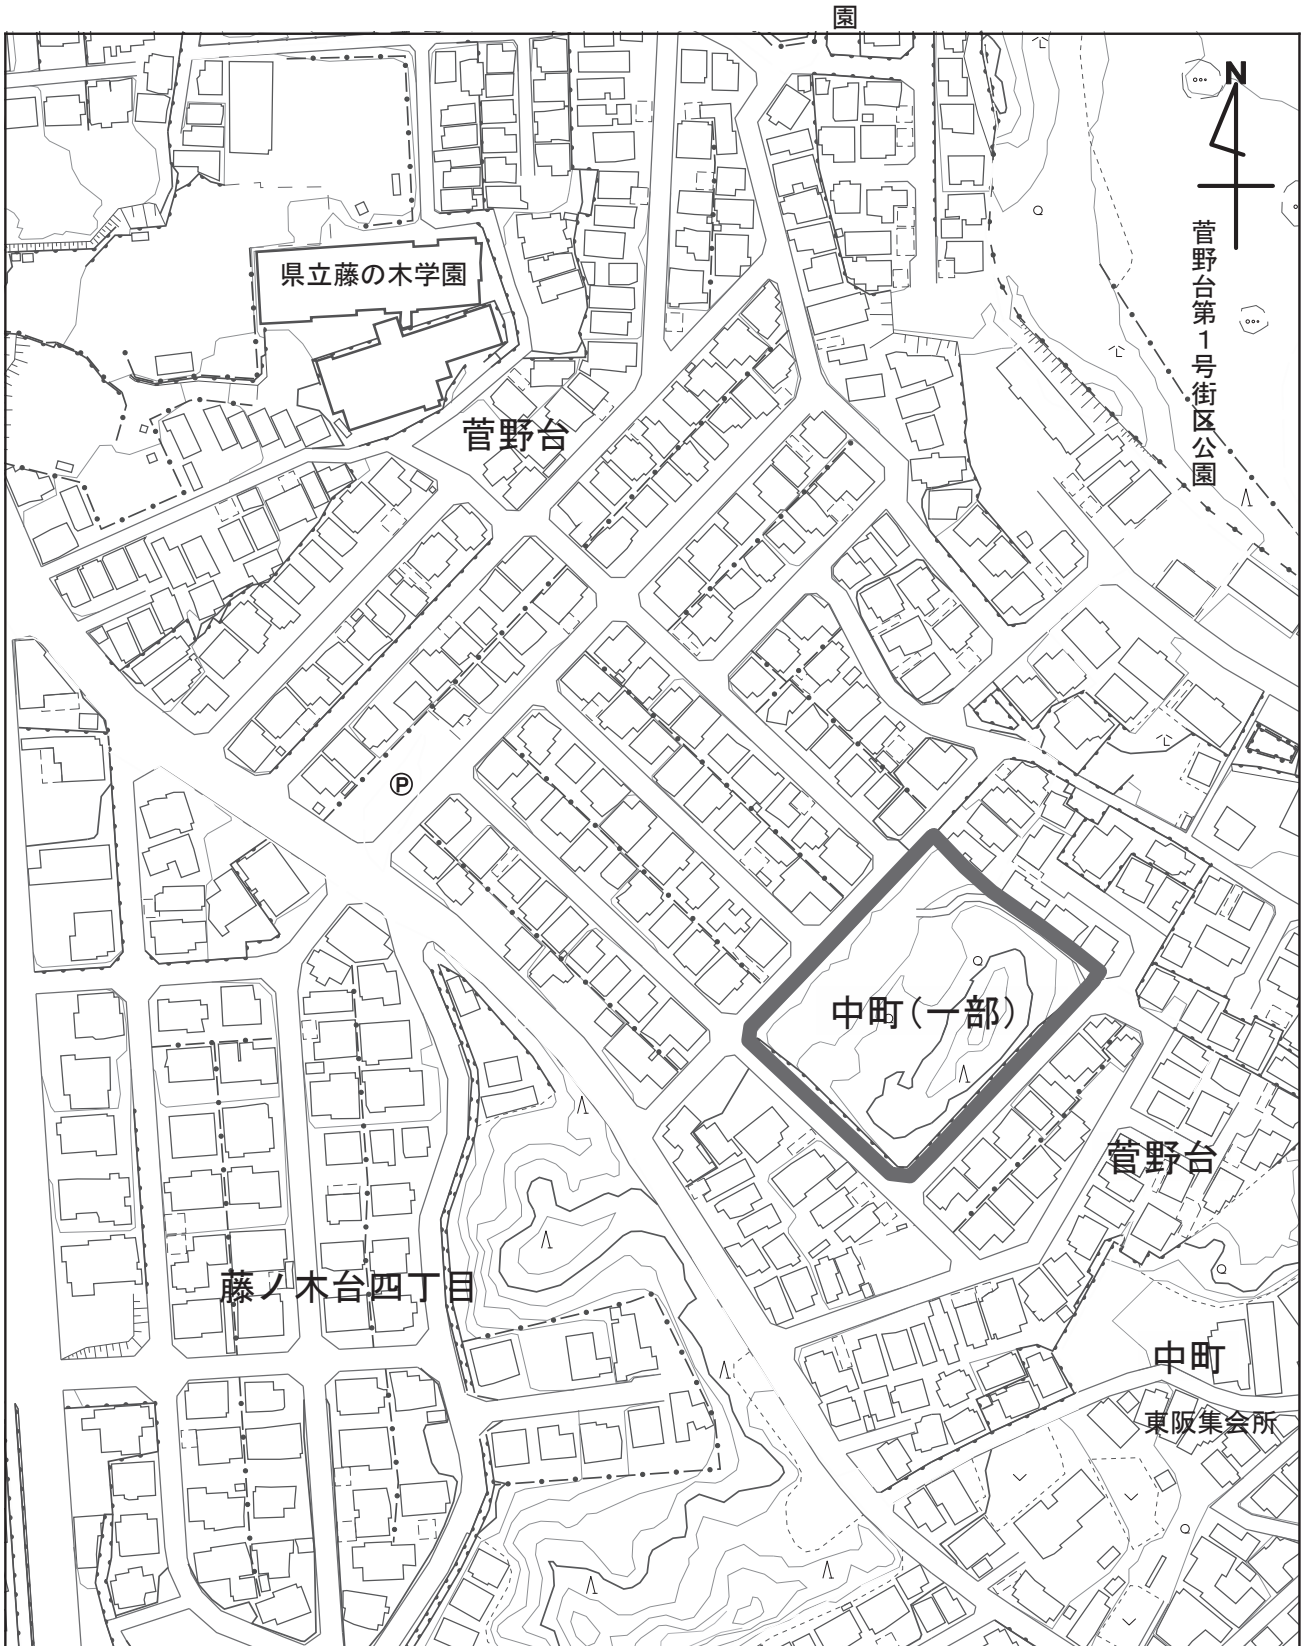 園
N
菅野台第1号街区公園
県立藤の木学園
菅野台
P
中町(一部)
菅野台
藤ノ木台四丁目
中町
東阪集会所